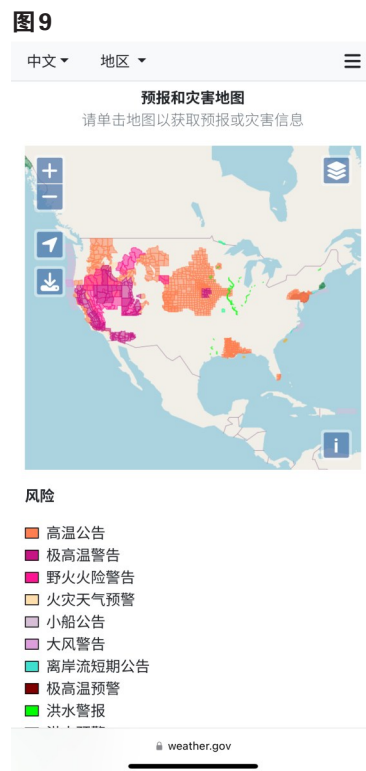 图9
中文 地区
预报和灾害地图
请单击地图以获取预报或灾害信息
+
−
i
风险
高温公告
极高温警告
野火火险警告
火灾天气预警
小船公告
大风警告
离岸流短期公告
极高温预警
洪水警报
weather.gov